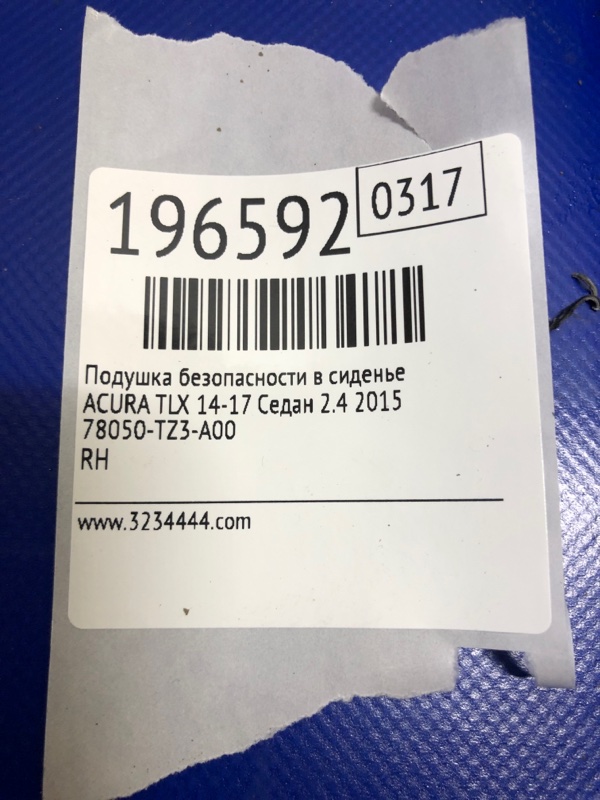 196592 0317
Подушка безопасности в сиденье
ACURA TLX 14-17 Седан 2.4 2015
78050-TZ3-A00
RH
www.3234444.com